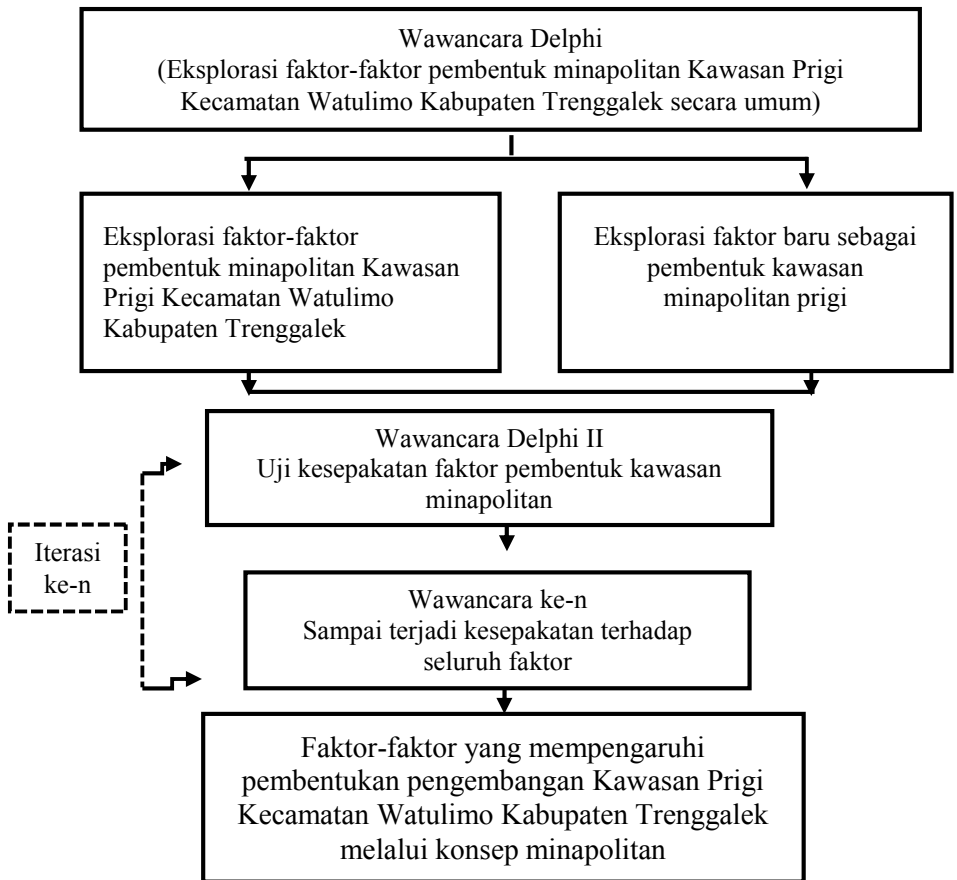 Wawancara Delphi
(Eksplorasi faktor-faktor pembentuk minapolitan Kawasan Prigi
Kecamatan Watulimo Kabupaten Trenggalek secara umum)
Eksplorasi faktor-faktor
pembentuk minapolitan Kawasan
Prigi Kecamatan Watulimo
Kabupaten Trenggalek
Eksplorasi faktor baru sebagai
pembentuk kawasan
minapolitan prigi
Wawancara Delphi II
Uji kesepakatan faktor pembentuk kawasan
minapolitan
Iterasi
ke-n
Wawancara ke-n
Sampai terjadi kesepakatan terhadap
seluruh faktor
Faktor-faktor yang mempengaruhi
pembentukan pengembangan Kawasan Prigi
Kecamatan Watulimo Kabupaten Trenggalek
melalui konsep minapolitan